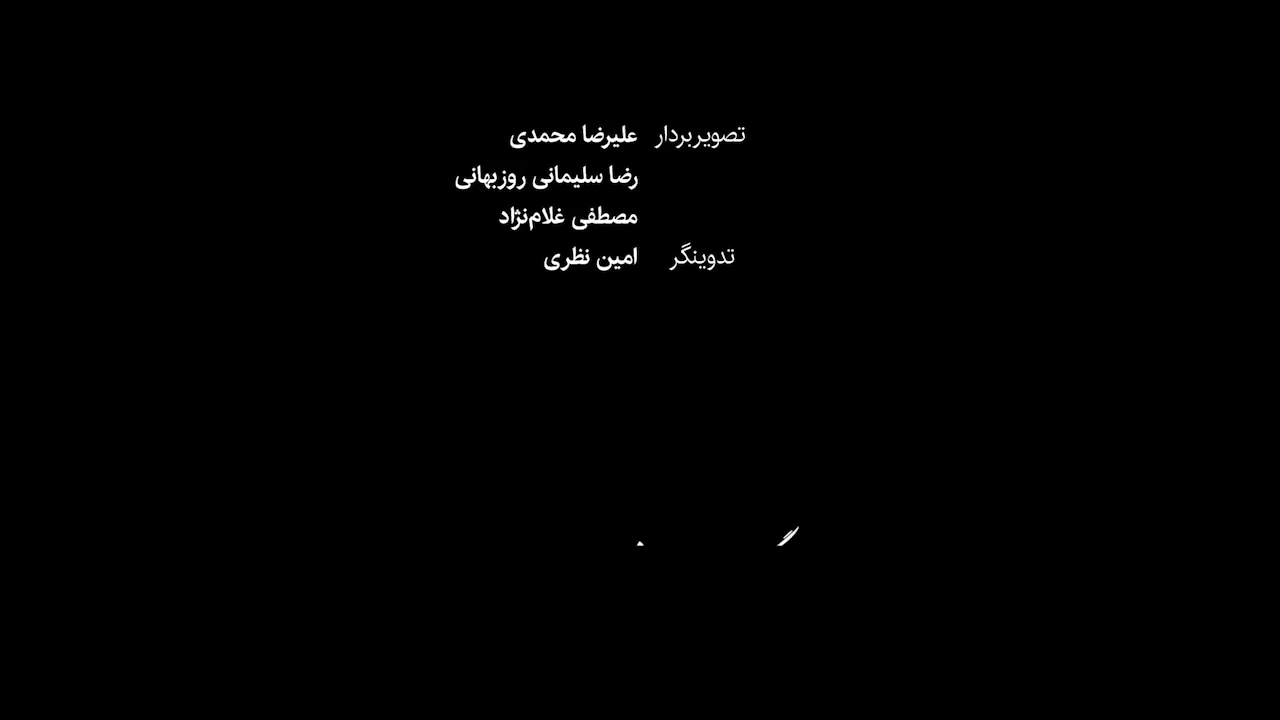 تصویربردار علیرضا محمدی
رضا سلیمانی روزبهانی
مصطفی غلام‌نژاد
تدوینگر امین نظری